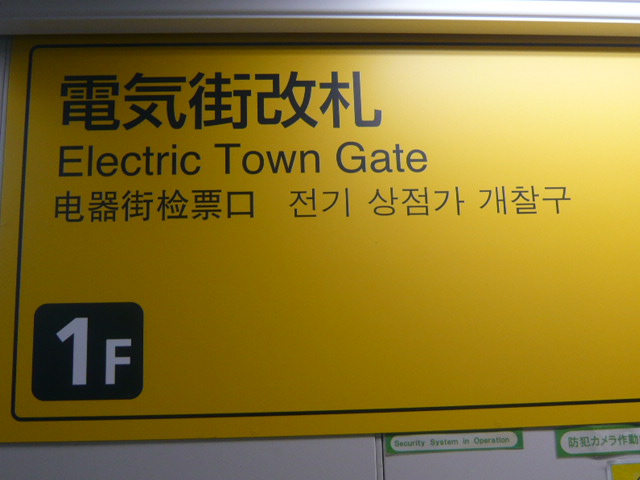 電気街改札
Electric Town Gate
电器街检票口 전기 상점가 개찰구
1F
Security System in Operation
防犯カメラ作動